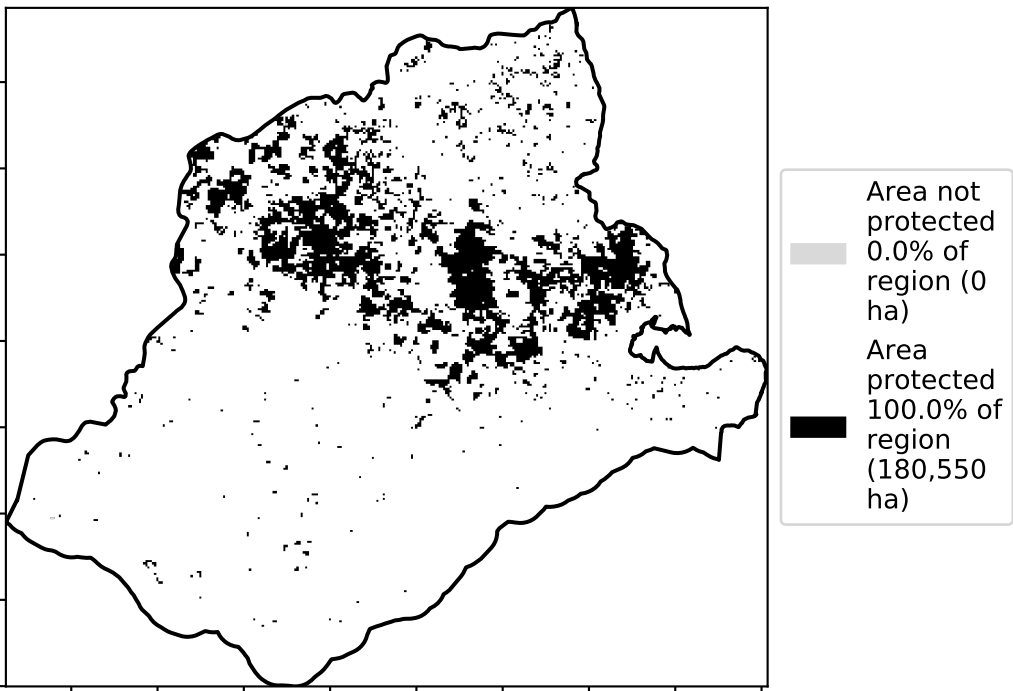 Area not
protected
0.0% of
region (0
ha)
Area
protected
100.0% of
region
(180,550
ha)